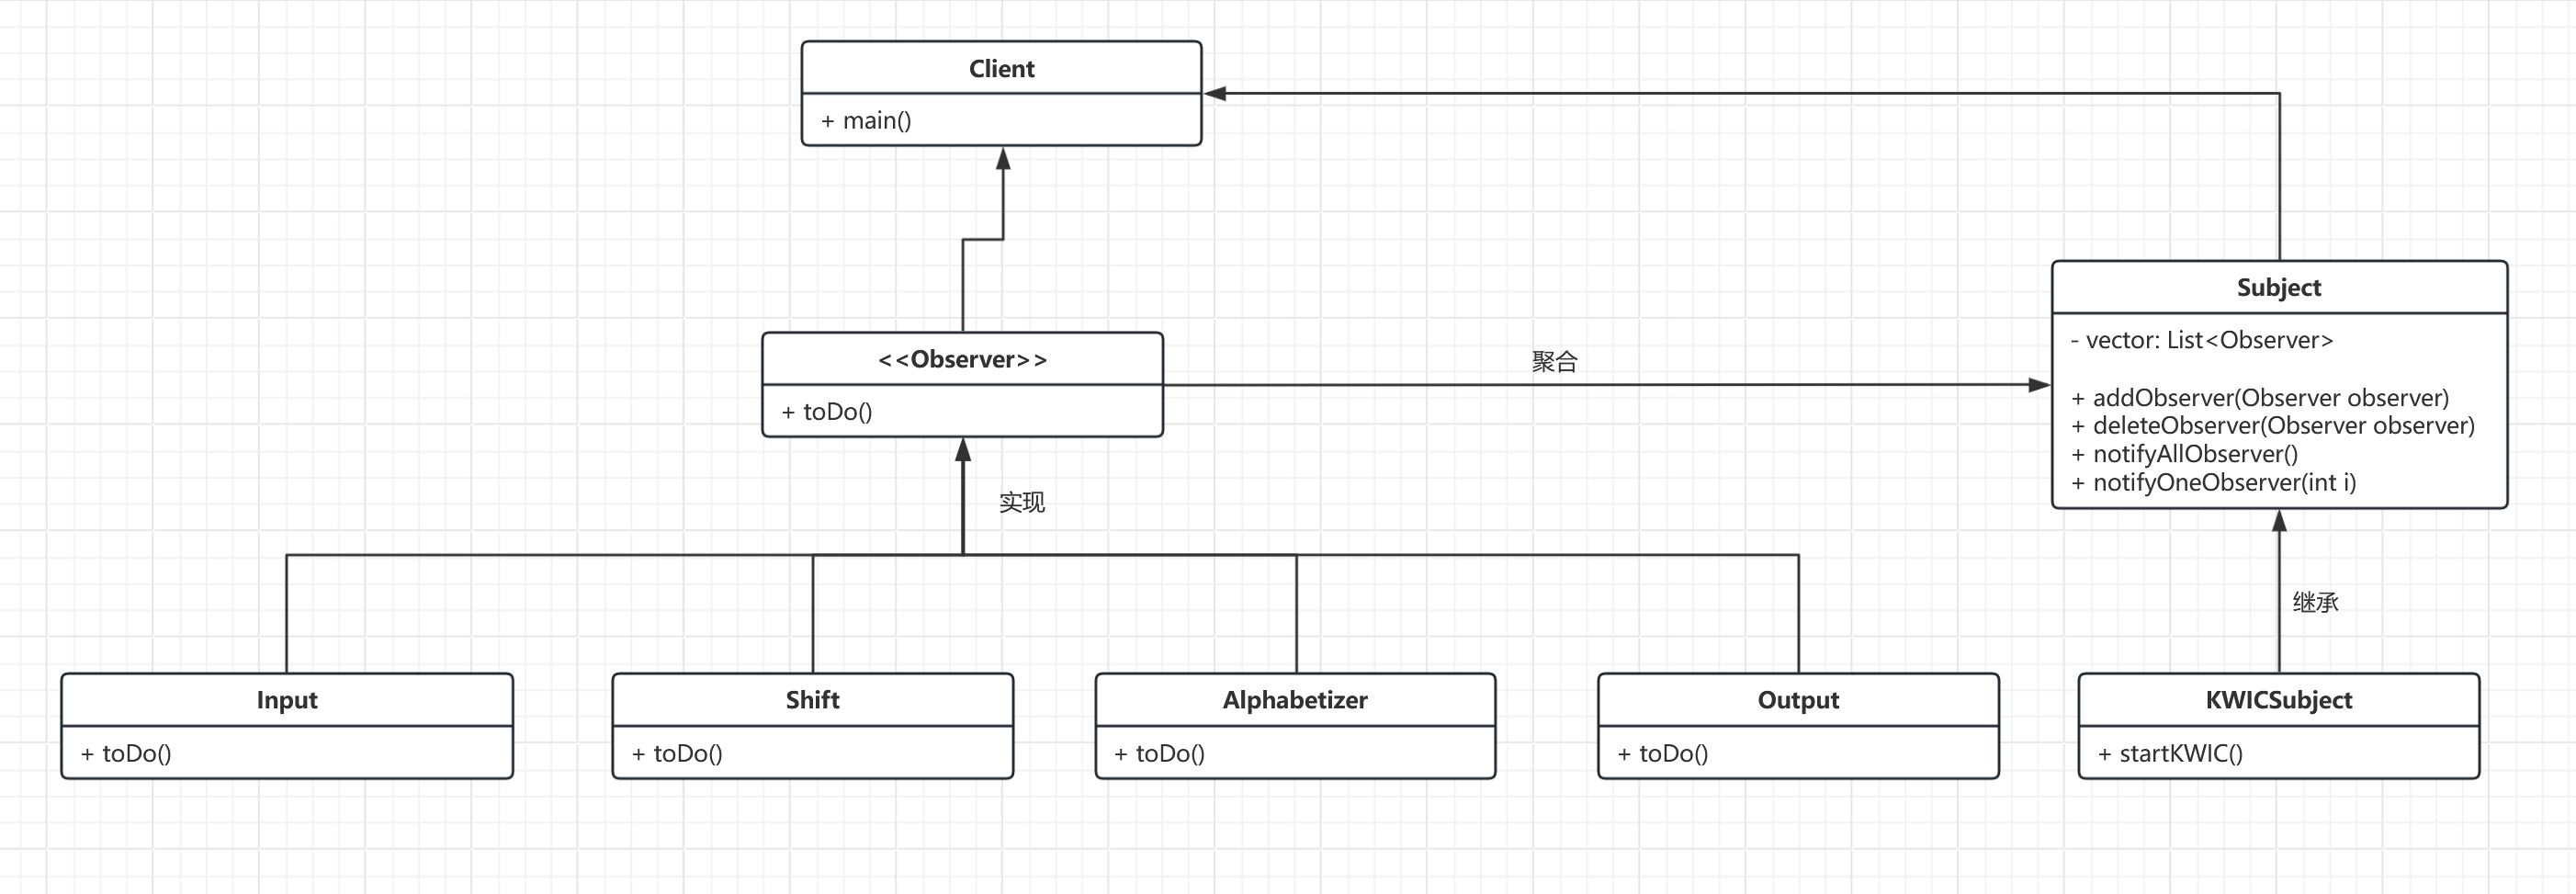 Client
+ main()
<<Observer>>
+ toDo()
聚合
Subject
- vector: List<Observer>
+ addObserver(Observer observer)
+ deleteObserver(Observer observer)
+ notifyAllObserver()
+ notifyOneObserver(int i)
实现
继承
Input
+ toDo()
Shift
+ toDo()
Alphabetizer
+ toDo()
Output
+ toDo()
KWICSubject
+ startKWIC()